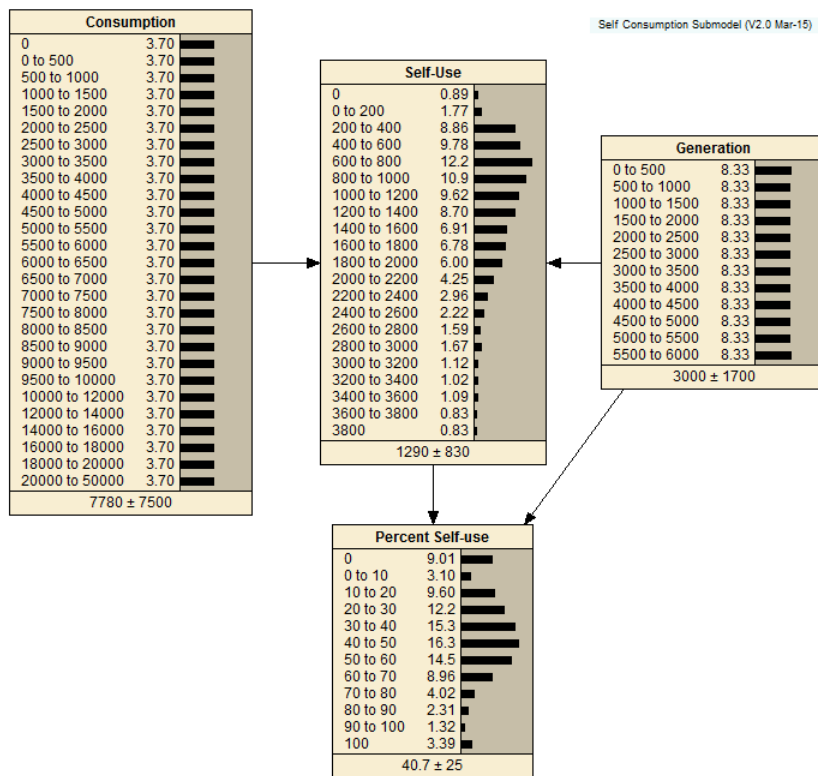 Consumption
0 3.70
0 to 500 3.70
500 to 1000 3.70
1000 to 1500 3.70
1500 to 2000 3.70
2000 to 2500 3.70
2500 to 3000 3.70
3000 to 3500 3.70
3500 to 4000 3.70
4000 to 4500 3.70
4500 to 5000 3.70
5000 to 5500 3.70
5500 to 6000 3.70
6000 to 6500 3.70
6500 to 7000 3.70
7000 to 7500 3.70
7500 to 8000 3.70
8000 to 8500 3.70
8500 to 9000 3.70
9000 to 9500 3.70
9500 to 10000 3.70
10000 to 12000 3.70
12000 to 14000 3.70
14000 to 16000 3.70
16000 to 18000 3.70
18000 to 20000 3.70
20000 to 50000 3.70
7780 ± 7500
Self Consumption Submodel (V2.0 Mar-15)
Self-Use
0 0.89
0 to 200 1.77
200 to 400 8.86
400 to 600 9.78
600 to 800 12.2
800 to 1000 10.9
1000 to 1200 9.62
1200 to 1400 8.70
1400 to 1600 6.91
1600 to 1800 6.78
1800 to 2000 6.00
2000 to 2200 4.25
2200 to 2400 2.96
2400 to 2600 2.22
2600 to 2800 1.59
2800 to 3000 1.67
3000 to 3200 1.12
3200 to 3400 1.02
3400 to 3600 1.09
3600 to 3800 0.83
3800 0.83
1290 ± 830
Generation
0 to 500 8.33
500 to 1000 8.33
1000 to 1500 8.33
1500 to 2000 8.33
2000 to 2500 8.33
2500 to 3000 8.33
3000 to 3500 8.33
3500 to 4000 8.33
4000 to 4500 8.33
4500 to 5000 8.33
5000 to 5500 8.33
5500 to 6000 8.33
3000 ± 1700
Percent Self-use
0 9.01
0 to 10 3.10
10 to 20 9.60
20 to 30 12.2
30 to 40 15.3
40 to 50 16.3
50 to 60 14.5
60 to 70 8.96
70 to 80 4.02
80 to 90 2.31
90 to 100 1.32
100 3.39
40.7 ± 25